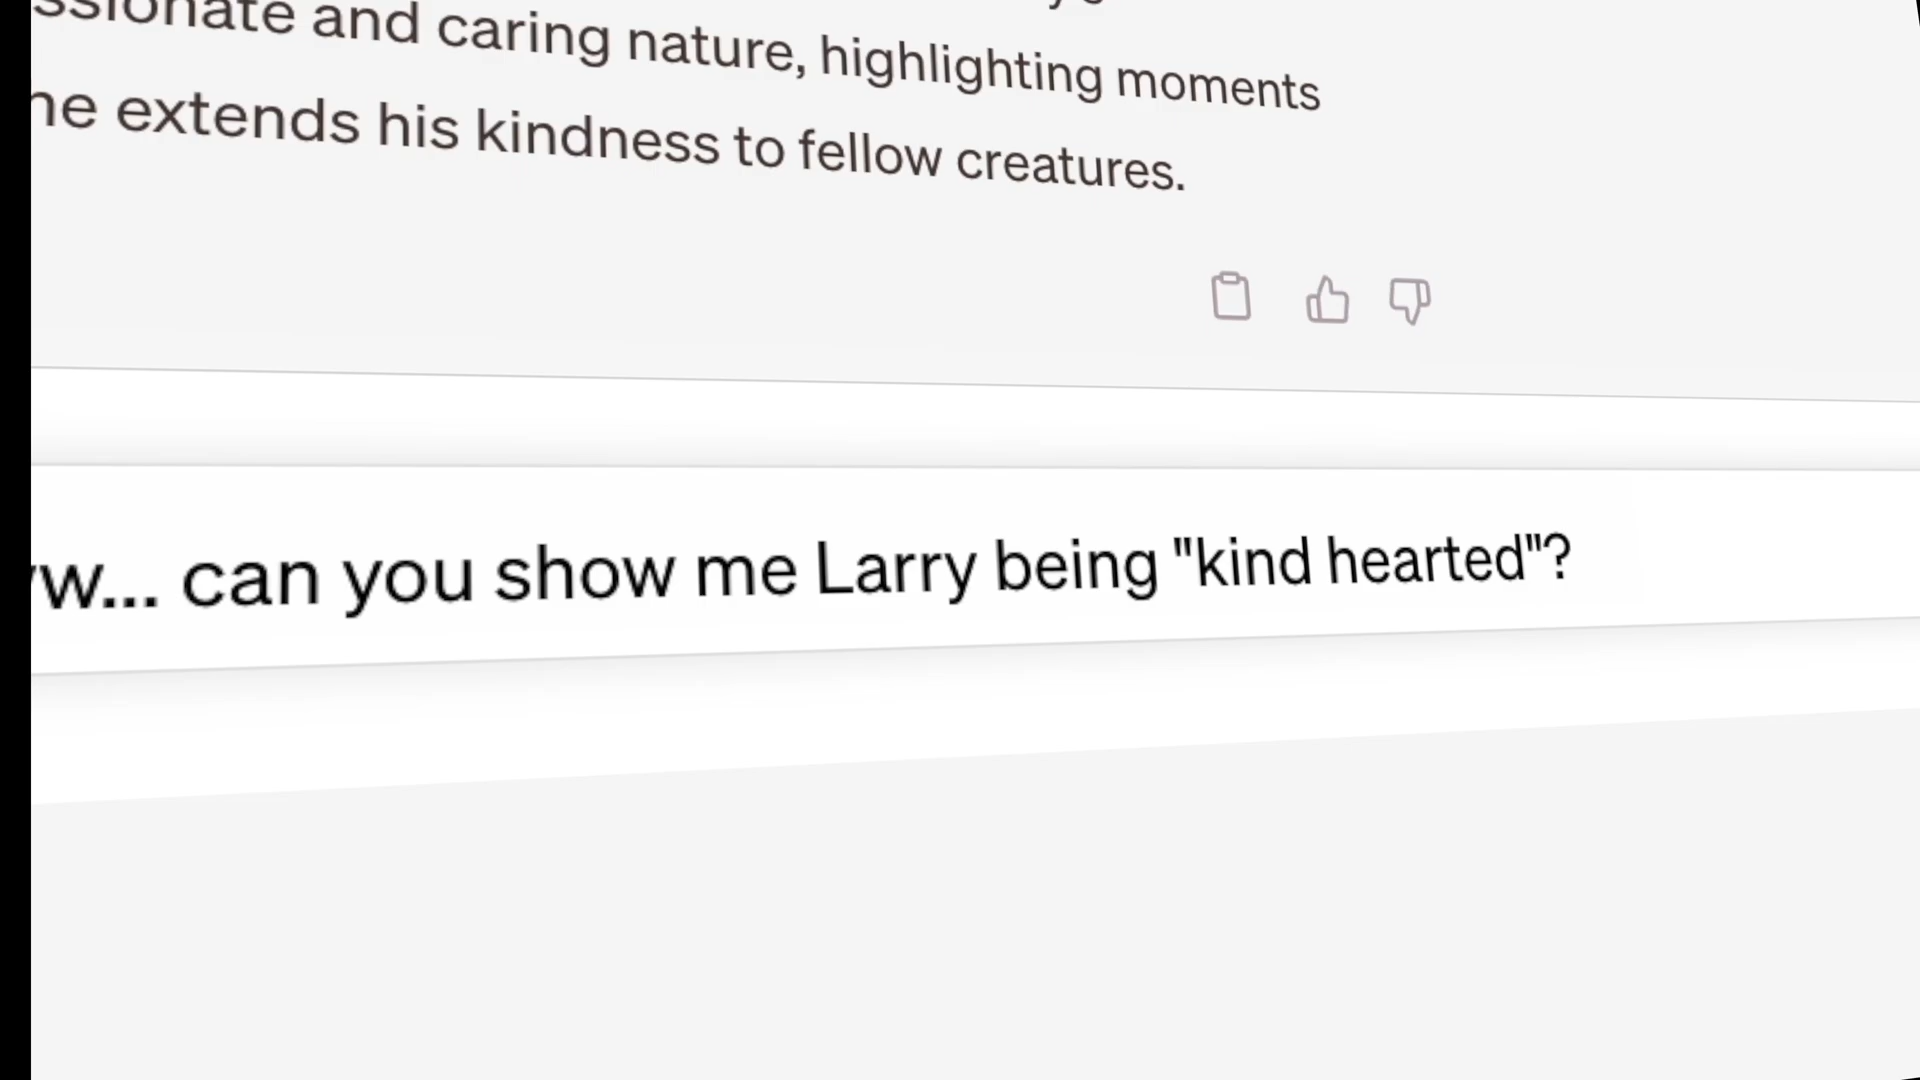 and caring nature, highlighting moments
extends his kindness to fellow creatures.
can you show me Larry being "kind hearted"?